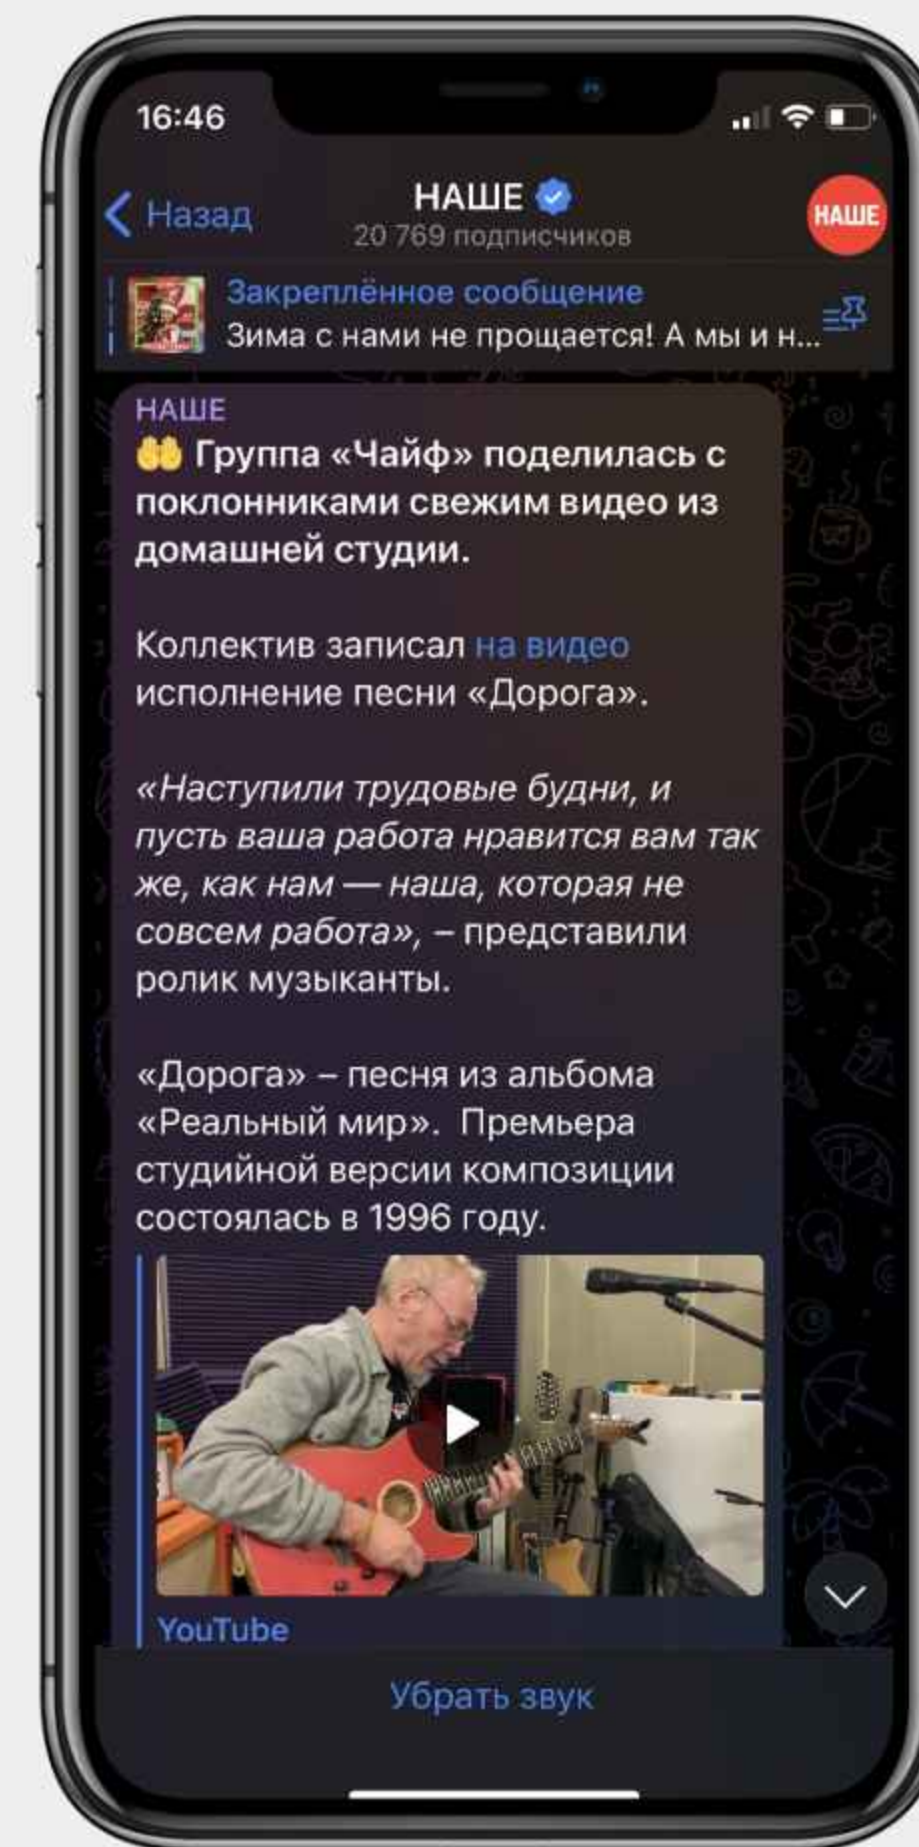 16:46
Назад
НАШЕ
20 769 подписчиков
НАШЕ
Закреплённое сообщение
Зима с нами не прощается! А мы и н...
НАШЕ
🤲 Группа «Чайф» поделилась с
поклонниками свежим видео из
домашней студии.
Коллектив записал на видео
исполнение песни «Дорога».
«Наступили трудовые будни, и
пусть ваша работа нравится вам так
же, как нам — наша, которая не
совсем работа», – представили
ролик музыканты.
«Дорога» – песня из альбома
«Реальный мир».  Премьера
студийной версии композиции
состоялась в 1996 году.
YouTube
Убрать звук